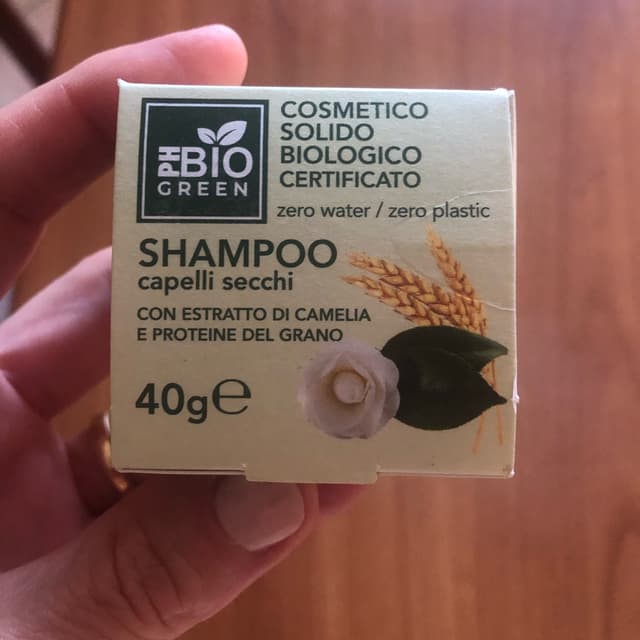 PH BIO
GREEN
COSMETICO
SOLIDO
BIOLOGICO
CERTIFICATO
zero water / zero plastic
SHAMPOO
capelli secchi
CON ESTRATTO DI CAMELIA
E PROTEINE DEL GRANO
40g℮